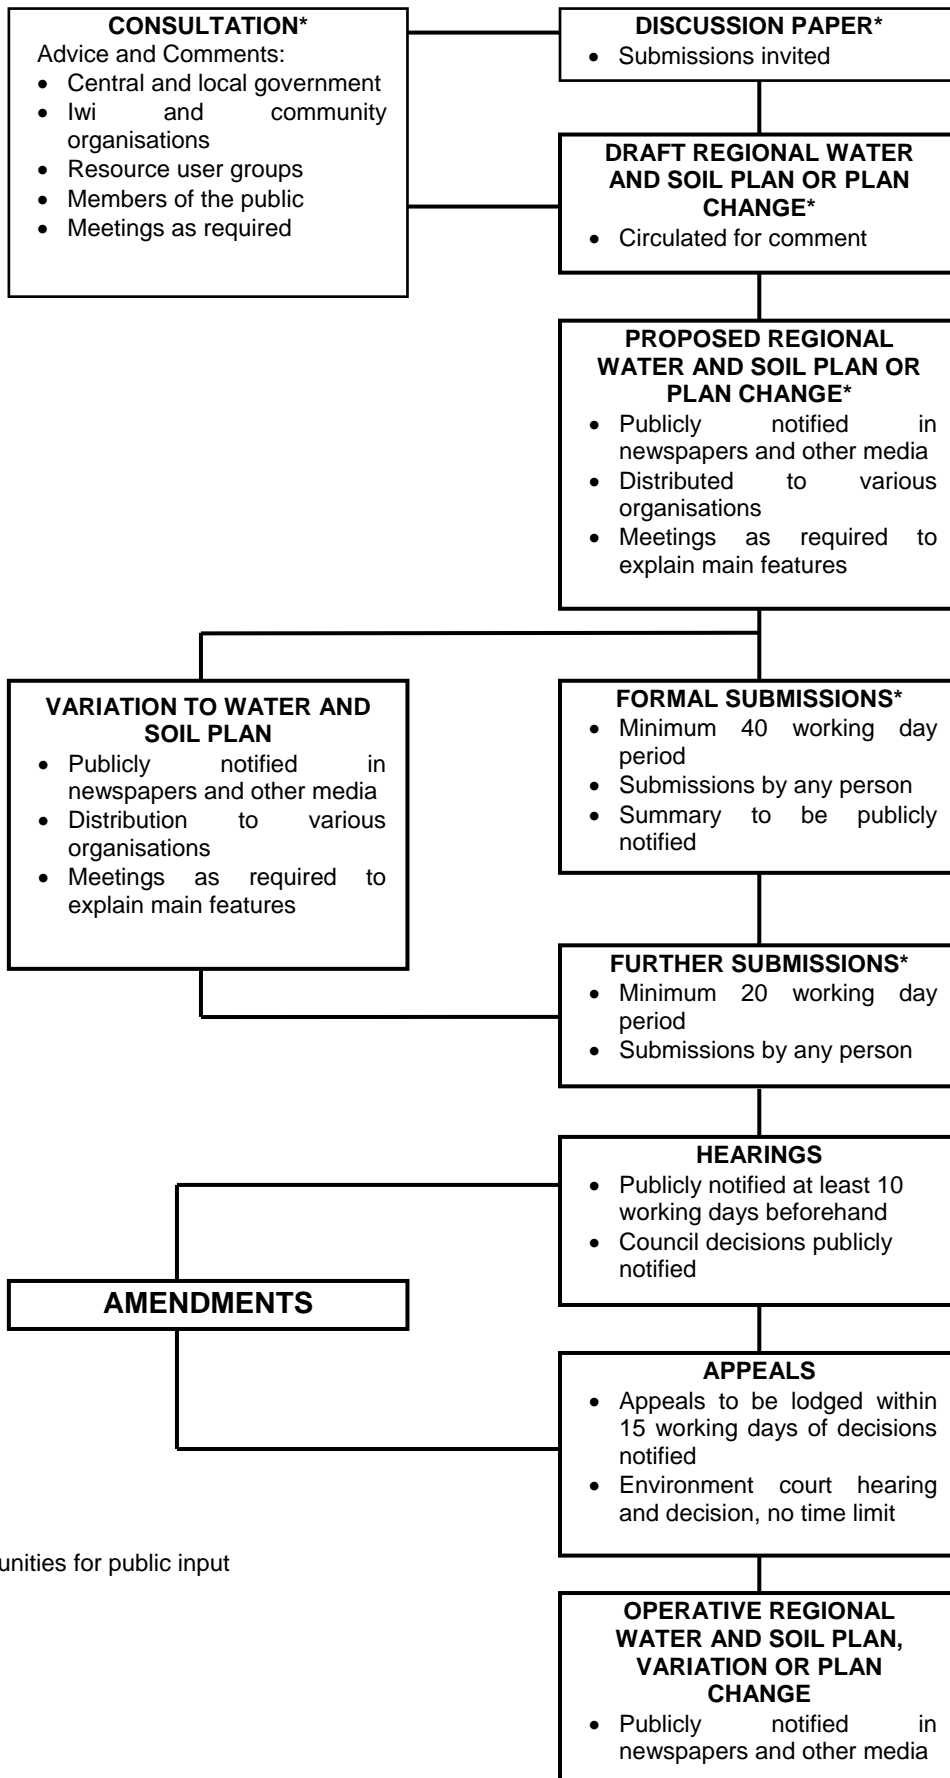 CONSULTATION*
Advice and Comments:
• Central and local government
• Iwi and community
organisations
• Resource user groups
• Members of the public
• Meetings as required
DISCUSSION PAPER*
• Submissions invited
DRAFT REGIONAL WATER
AND SOIL PLAN OR PLAN
CHANGE*
• Circulated for comment
PROPOSED REGIONAL
WATER AND SOIL PLAN OR
PLAN CHANGE*
• Publicly notified in
newspapers and other media
• Distributed to various
organisations
• Meetings as required to
explain main features
VARIATION TO WATER AND
SOIL PLAN
• Publicly notified in
newspapers and other media
• Distribution to various
organisations
• Meetings as required to
explain main features
FORMAL SUBMISSIONS*
• Minimum 40 working day
period
• Submissions by any person
• Summary to be publicly
notified
FURTHER SUBMISSIONS*
• Minimum 20 working day
period
• Submissions by any person
HEARINGS
• Publicly notified at least 10
working days beforehand
• Council decisions publicly
notified
AMENDMENTS
APPEALS
• Appeals to be lodged within
15 working days of decisions
notified
• Environment court hearing
and decision, no time limit
unities for public input
OPERATIVE REGIONAL
WATER AND SOIL PLAN,
VARIATION OR PLAN
CHANGE
• Publicly notified in
newspapers and other media